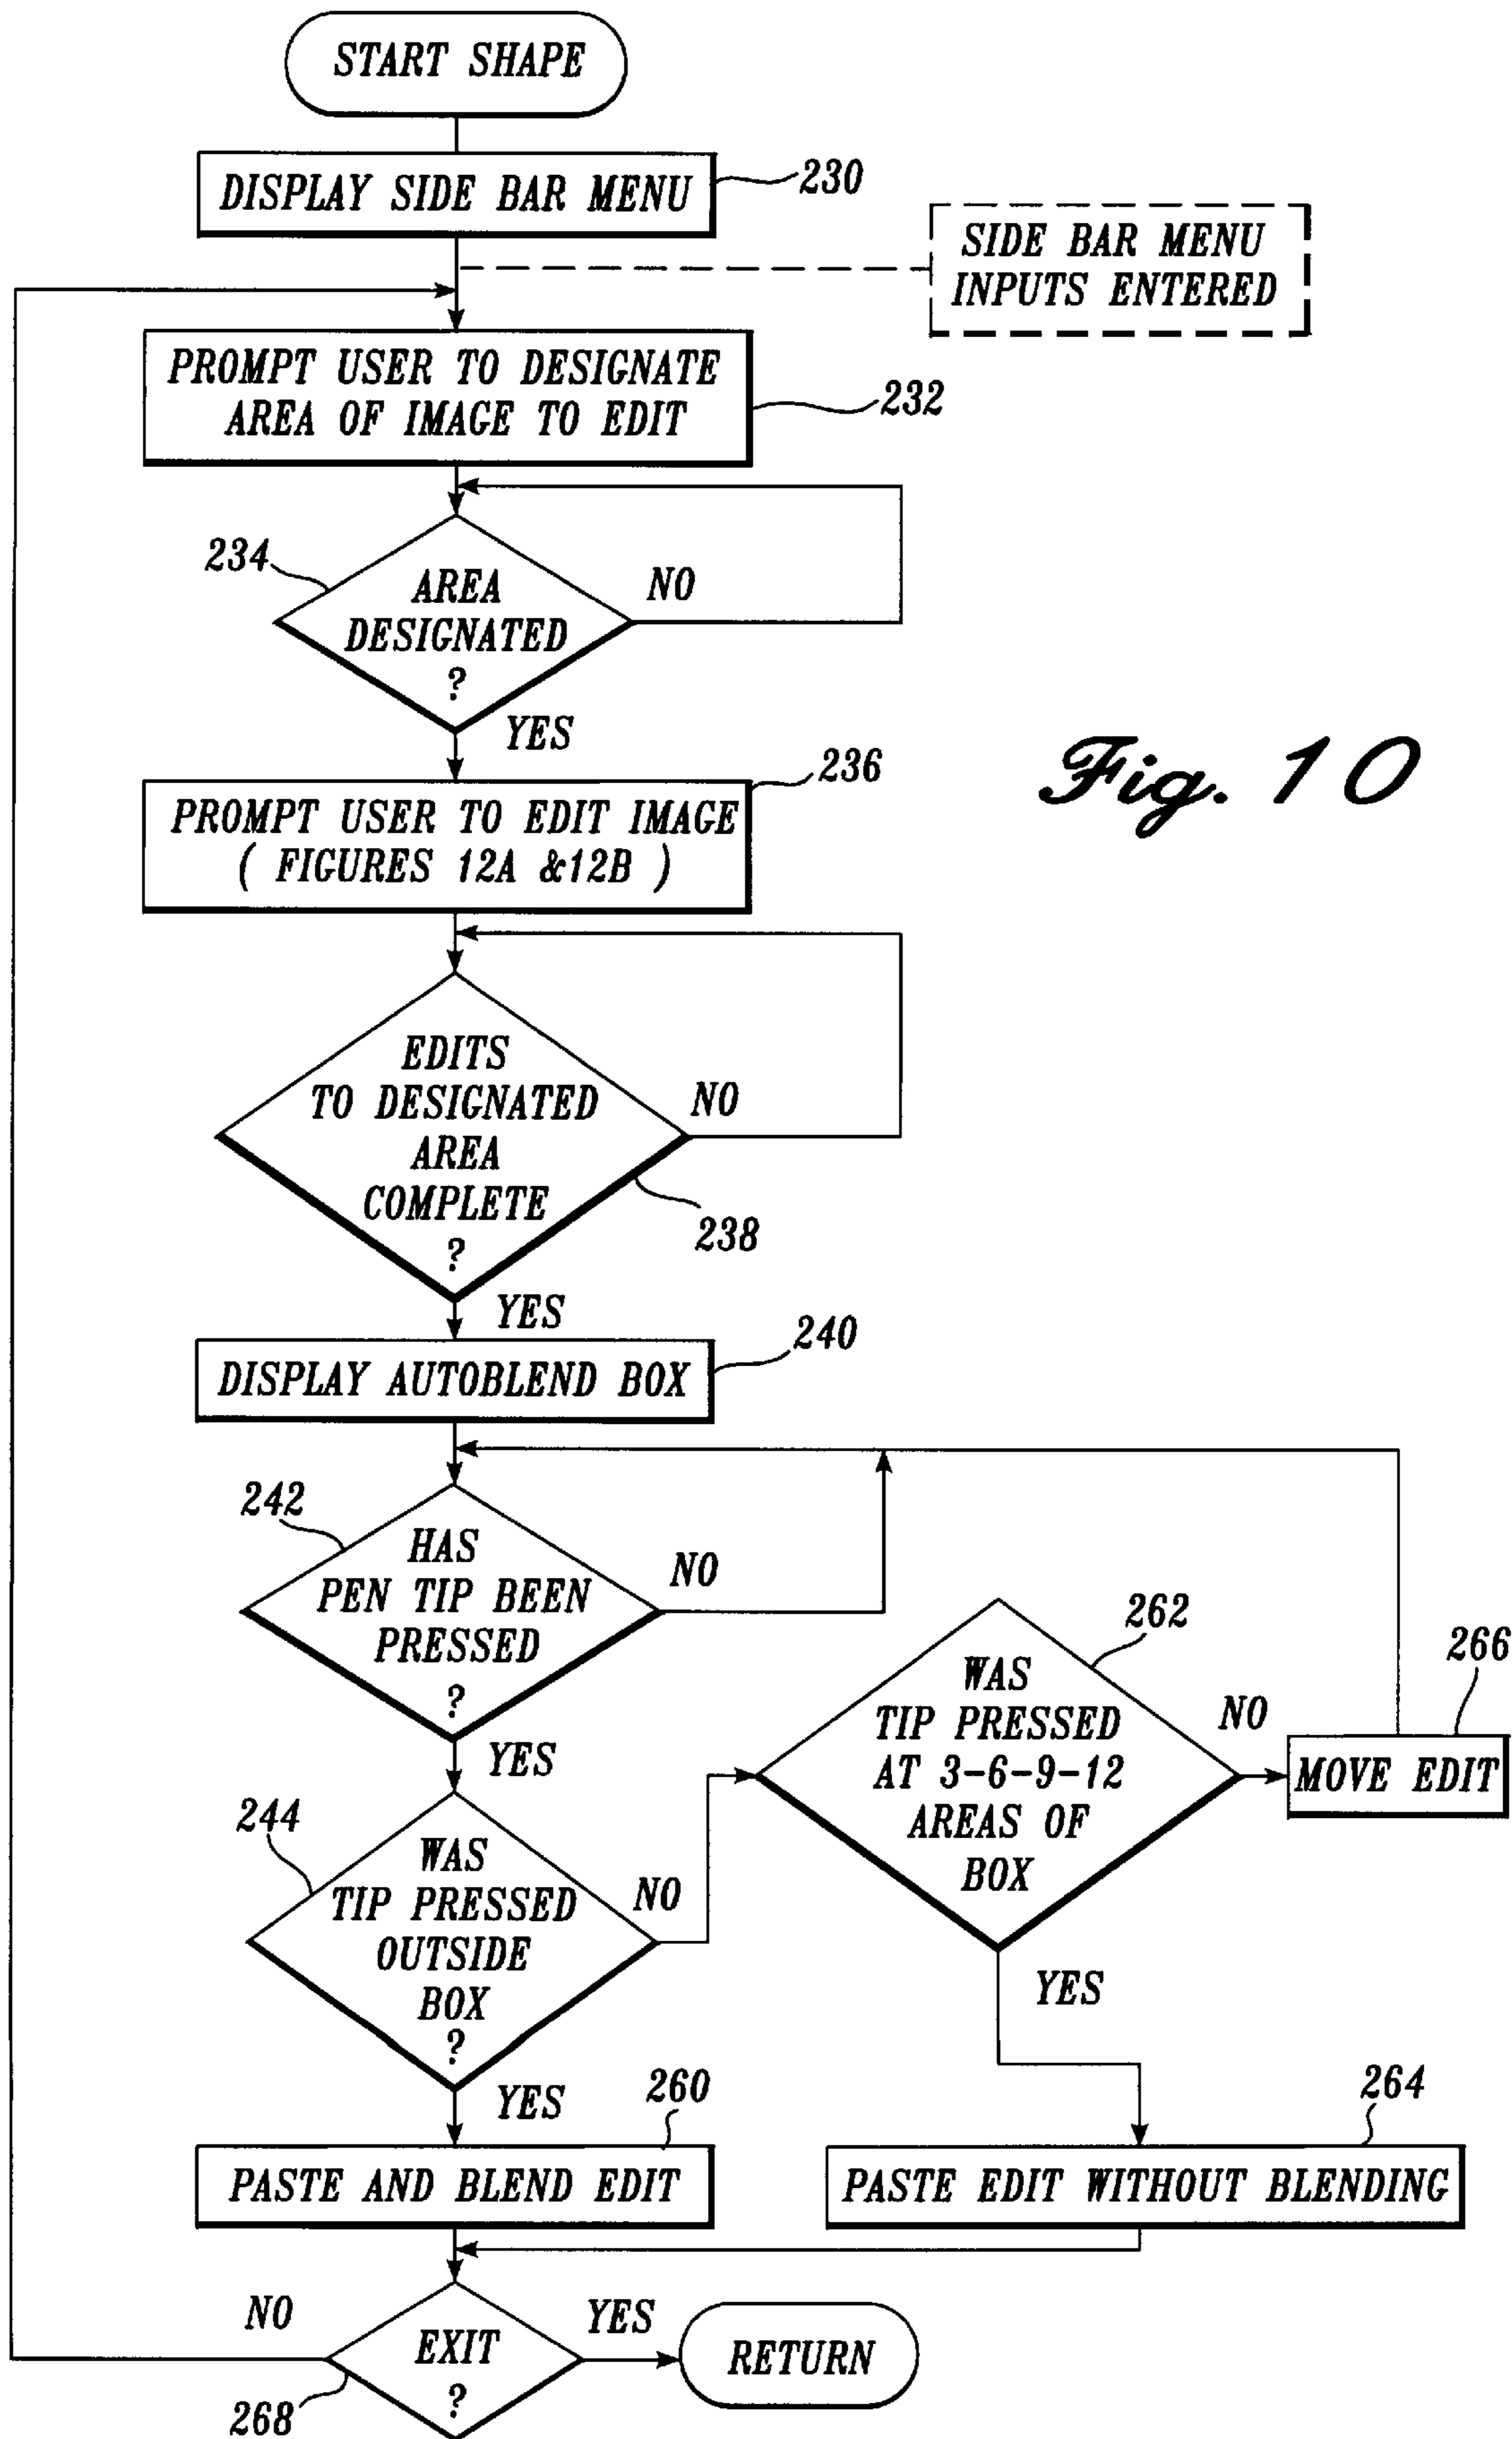 START SHAPE
DISPLAY SIDE BAR MENU
230
SIDE BAR MENU
INPUTS ENTERED
PROMPT USER TO DESIGNATE
AREA OF IMAGE TO EDIT
232
234
AREA
DESIGNATED
?
NO
YES
Fig. 10
236
PROMPT USER TO EDIT IMAGE
( FIGURES 12A &12B )
EDITS
TO DESIGNATED
AREA
COMPLETE
?
NO
238
YES
240
DISPLAY AUTOBLEND BOX
242
HAS
PEN TIP BEEN
PRESSED
?
NO
YES
262
WAS
TIP PRESSED
AT 3-6-9-12
AREAS OF
BOX
NO
266
MOVE EDIT
YES
244
WAS
TIP PRESSED
OUTSIDE
BOX
?
NO
YES
260
264
PASTE AND BLEND EDIT
PASTE EDIT WITHOUT BLENDING
NO
EXIT
?
YES
RETURN
268